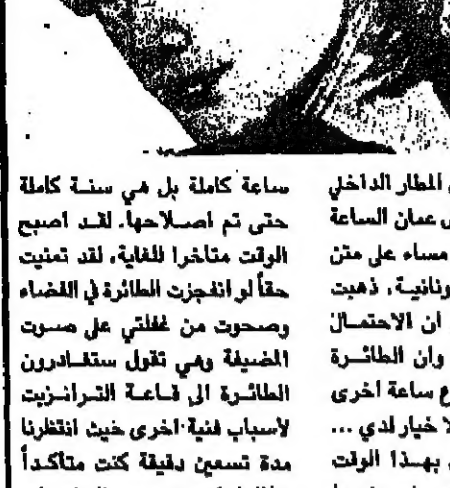 المطار الداخلي
عمان الساعة
مساء على متن
ونانية، ذهبت
ان الاحتمال
وان الطائرة
ع ساعة اخرى
لا خيار لدي ...
بهذا الوقت
ساعة كاملة بل هي سنة كاملة
حتى تم اصلاحها. لقد اصبح
الوقت متاخرا للغاية، لقد تمنيت
حقاً لو انفجرت الطائرة في الفضاء
وصحوت من غفلتي على صوت
المضيفة وهي تقول ستغادرون
الطائرة الى قاعة الترانزيت
لأسباب فنية اخرى حيث انتظرنا
مدة تسعين دقيقة كنت متاكداً